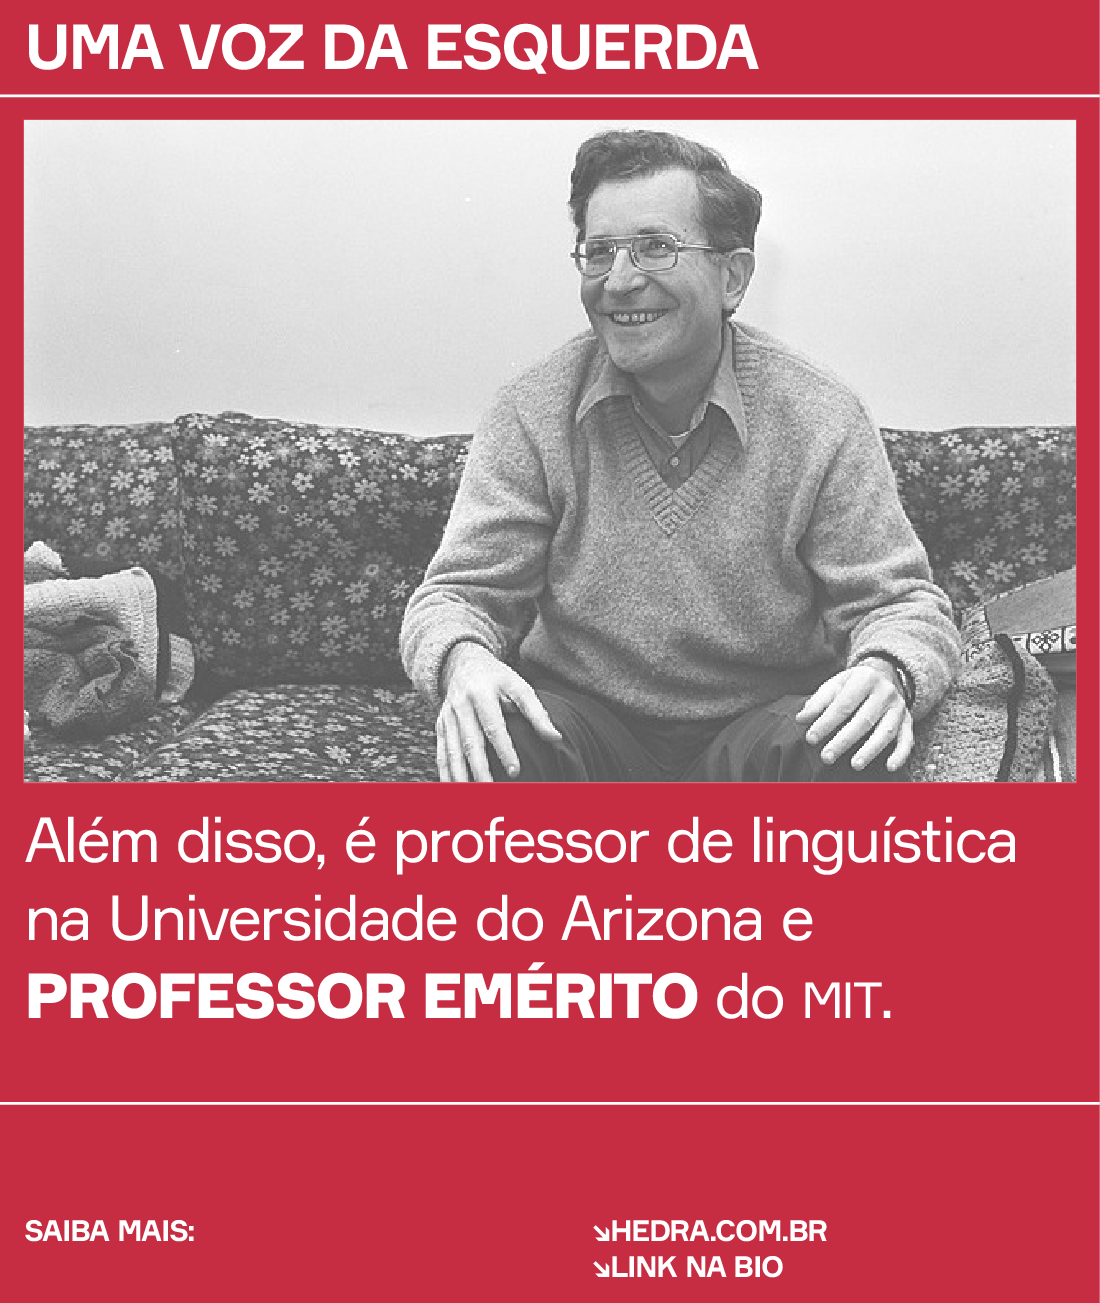 UMA VOZ DA ESQUERDA
Além disso, é professor de linguística
na Universidade do Arizona e
PROFESSOR EMÉRITO do MIT.
SAIBA MAIS:
↘HEDRA.COM.BR
↘LINK NA BIO